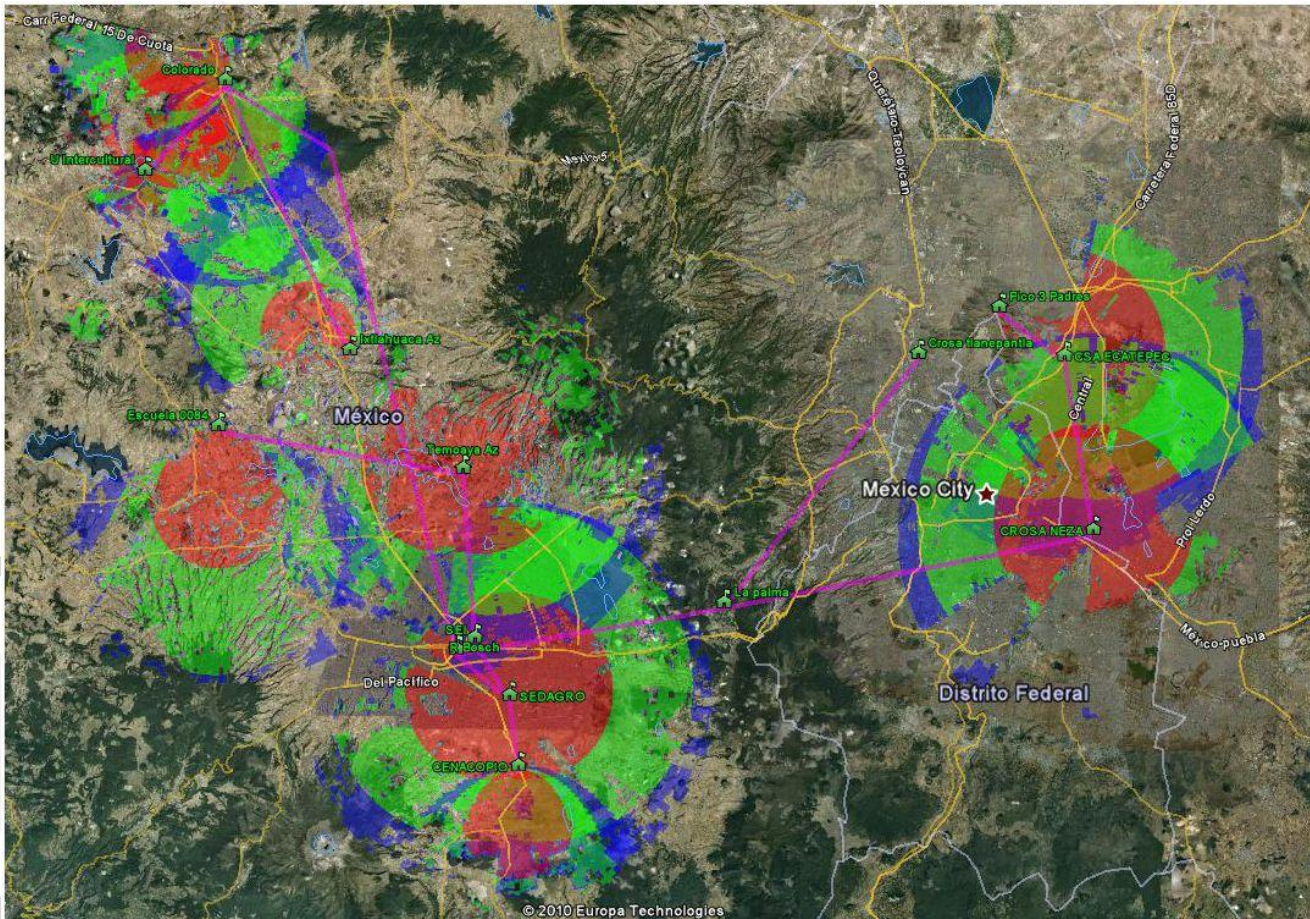 Carr Federal 15 De Cuota
Colorado
U Intercultural
Mexico 5
Querétaro-Teoloycan
Carretera Federal 85D
Pico 3 Padres
Crosa tlanepantla
CSA ECATEPEC
Ixtlahuaca Az
Central
Escuela 0084
México
Temoaya Az
Mexico City
CROSA NEZA
Prol Lerdo
La palma
SEI
R Bosch
México-puebla
Del Pacífico
SEDAGRO
Distrito Federal
CENACOPIO
© 2010 Europa Technologies